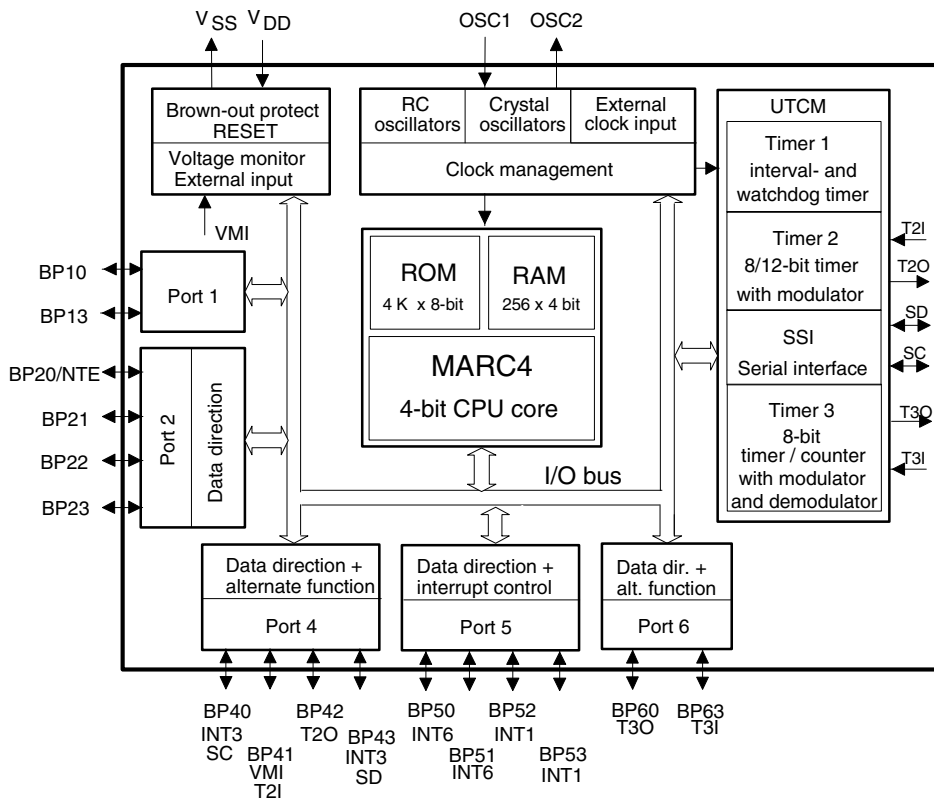 VSS
VDD
OSC1
OSC2
Brown-out protect
RESET
Voltage monitor
External input
VMI
RC
oscillators
Crystal
oscillators
External
clock input
Clock management
UTCM
Timer 1
interval- and
watchdog timer
Timer 2
8/12-bit timer
with modulator
SSI
Serial interface
Timer 3
8-bit
timer / counter
with modulator
and demodulator
T2I
T2O
SD
SC
T3O
T3I
ROM
4 K x 8-bit
RAM
256 x 4 bit
MARC4
4-bit CPU core
I/O bus
BP10
BP13
Port 1
BP20/NTE
BP21
BP22
BP23
Port 2
Data direction
Data direction +
alternate function
Port 4
Data direction +
interrupt control
Port 5
Data dir. +
alt. function
Port 6
BP40
INT3
SC
BP41
VMI
T2I
BP42
T2O
BP43
INT3
SD
BP50
INT6
BP51
INT6
BP52
INT1
BP53
INT1
BP60
T3O
BP63
T3I